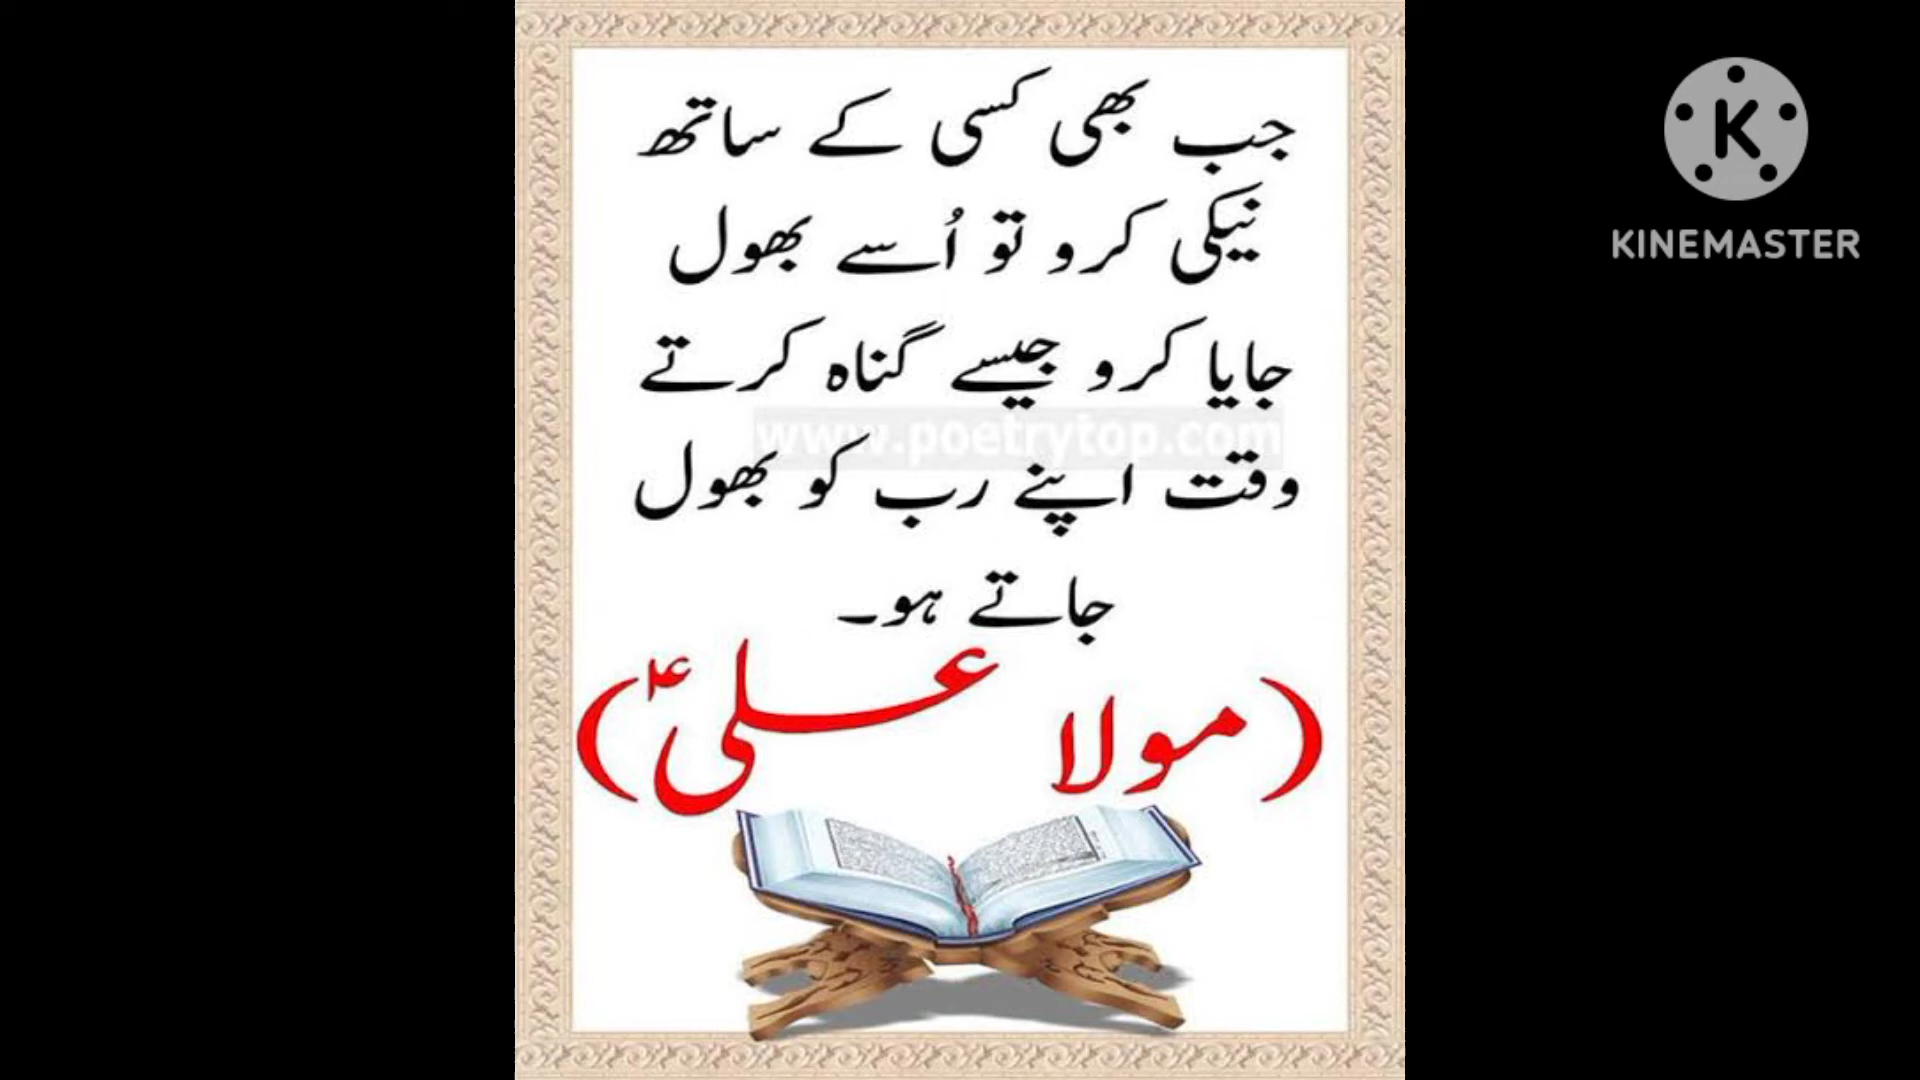 جب بھی کسی کے ساتھ
نیکی کرو تو اُسے بھول
جایا کرو جیسے گناہ کرتے
www.poetrytop.com
وقت اپنے رب کو بھول
جاتے ہو۔
(مولا علیؑ)
K
KINEMASTER